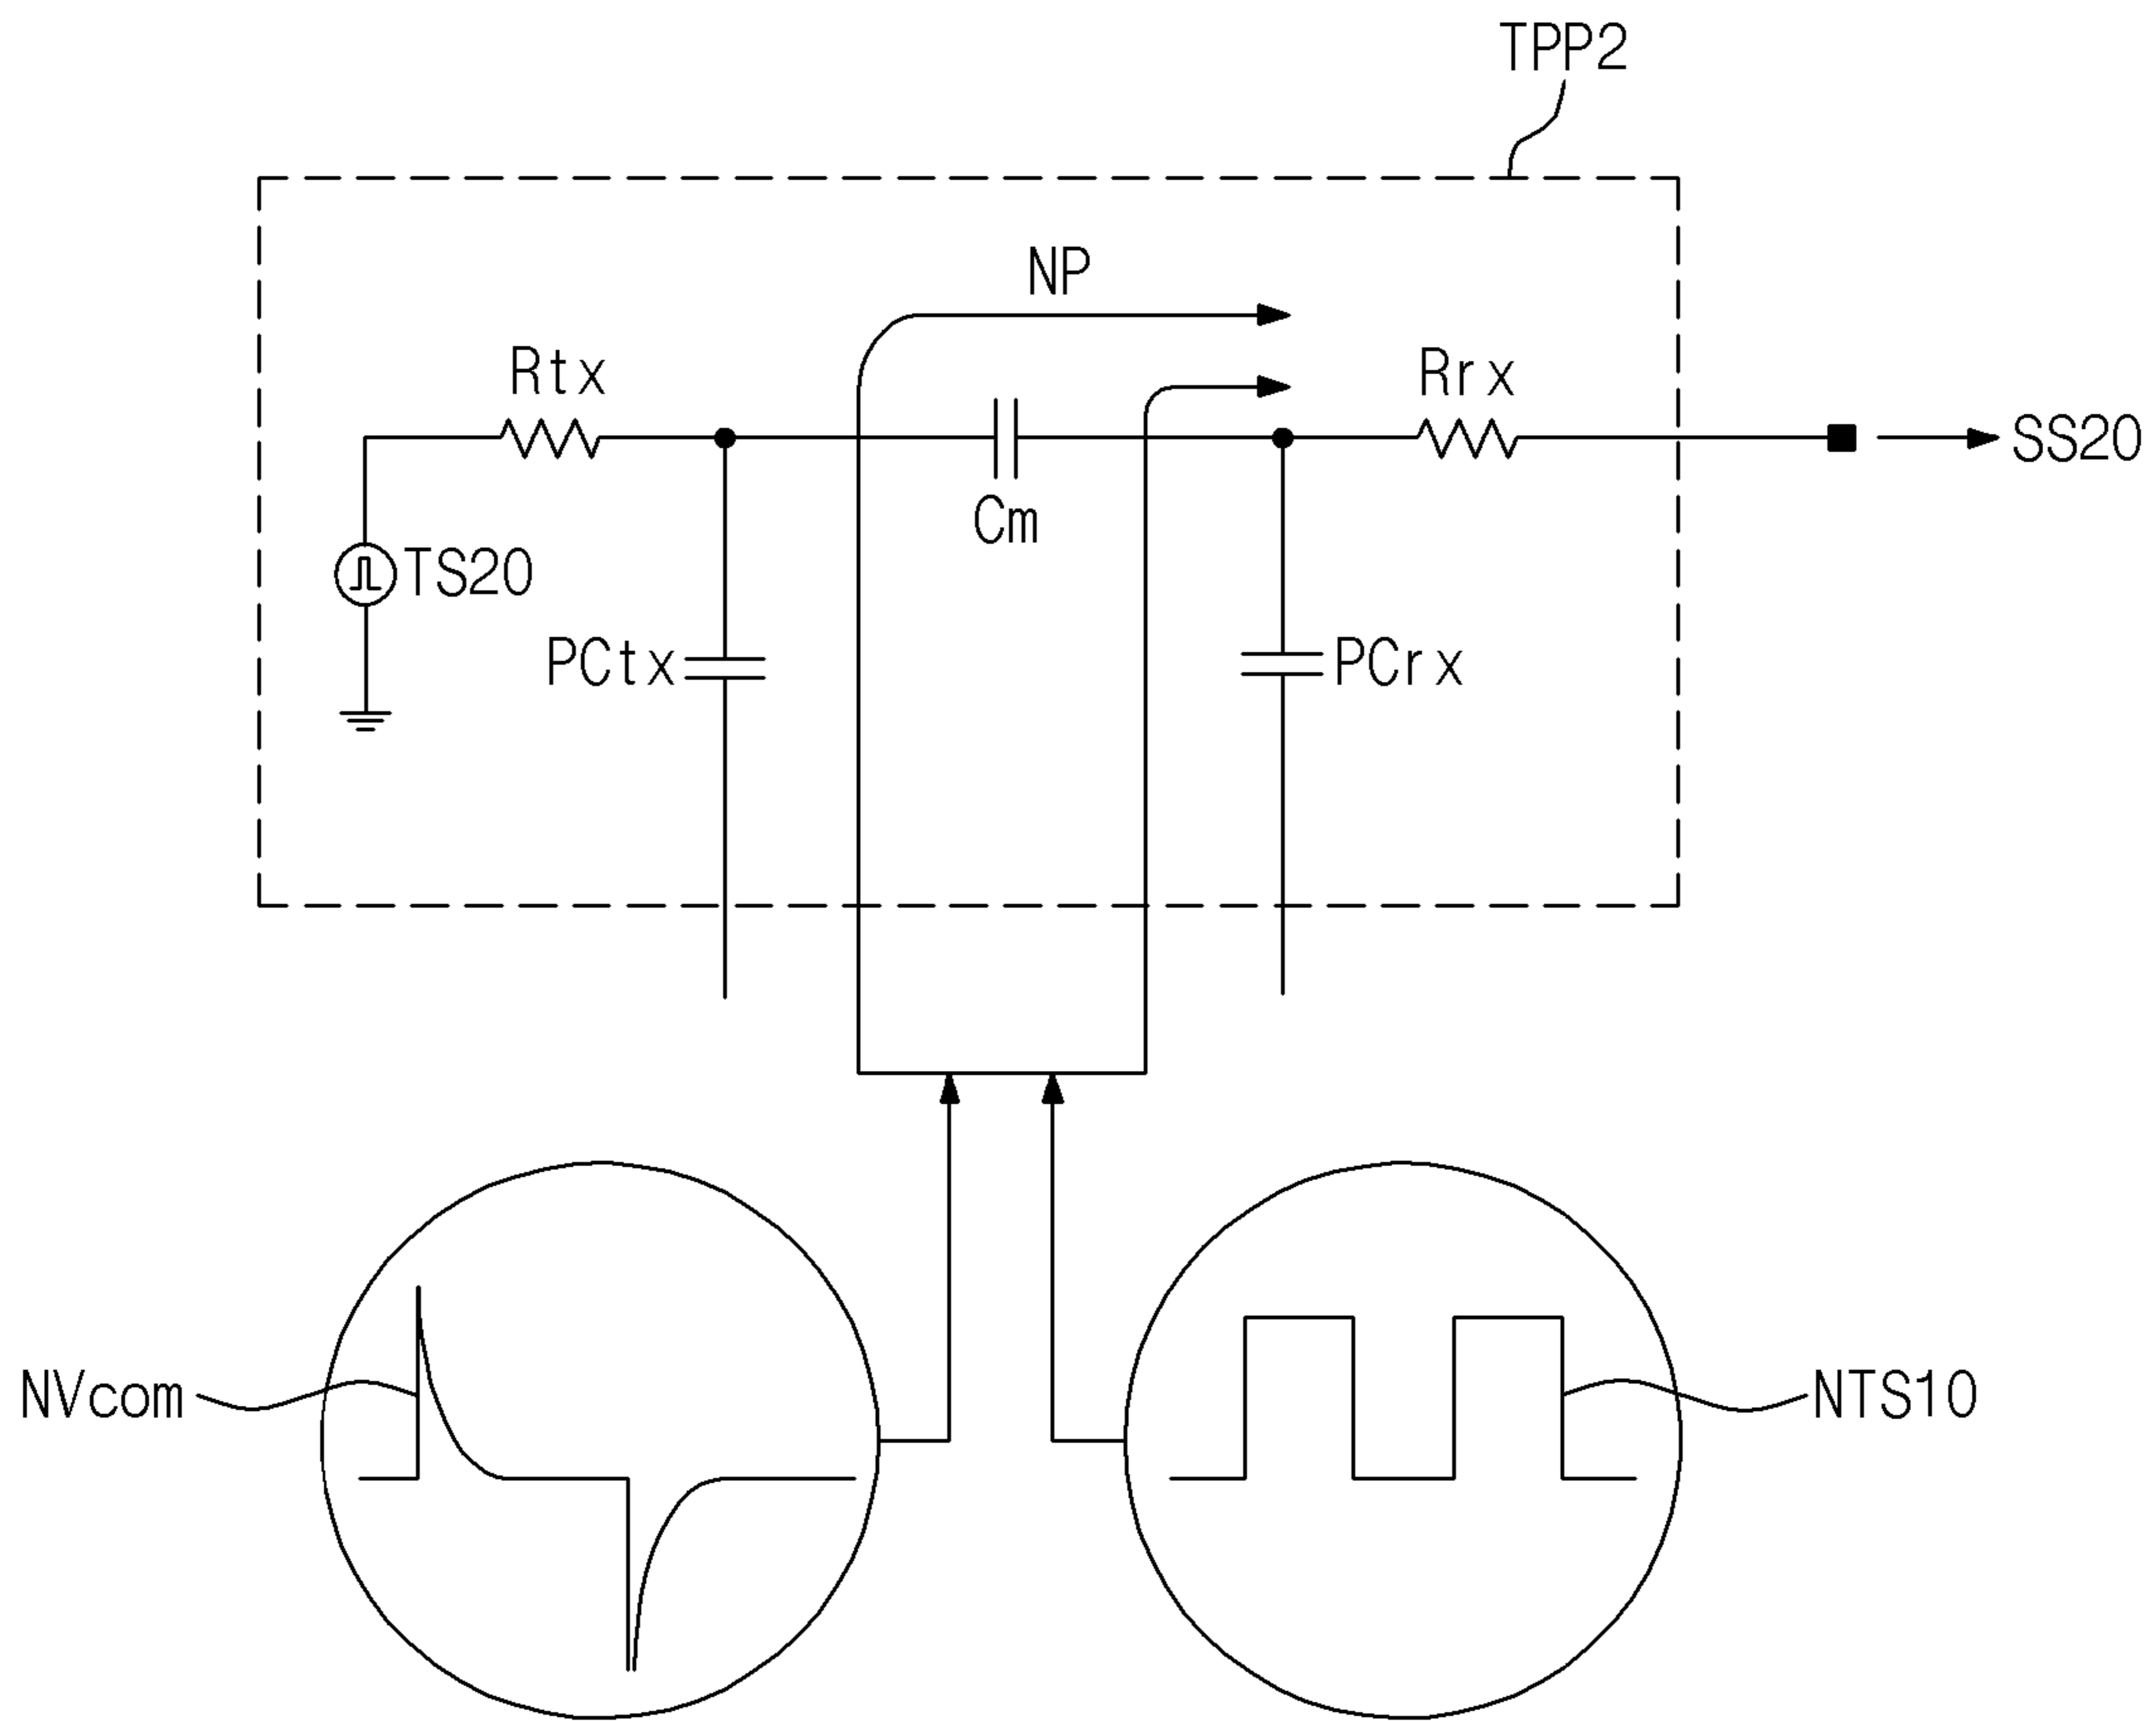 TPP2
NP
Rtx
Rrx
SS20
Cm
TS20
PCtx
PCrx
NVcom
NTS10